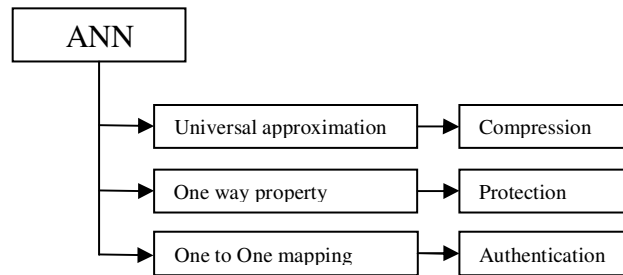 ANN
Universal approximation
Compression
One way property
Protection
One to One mapping
Authentication